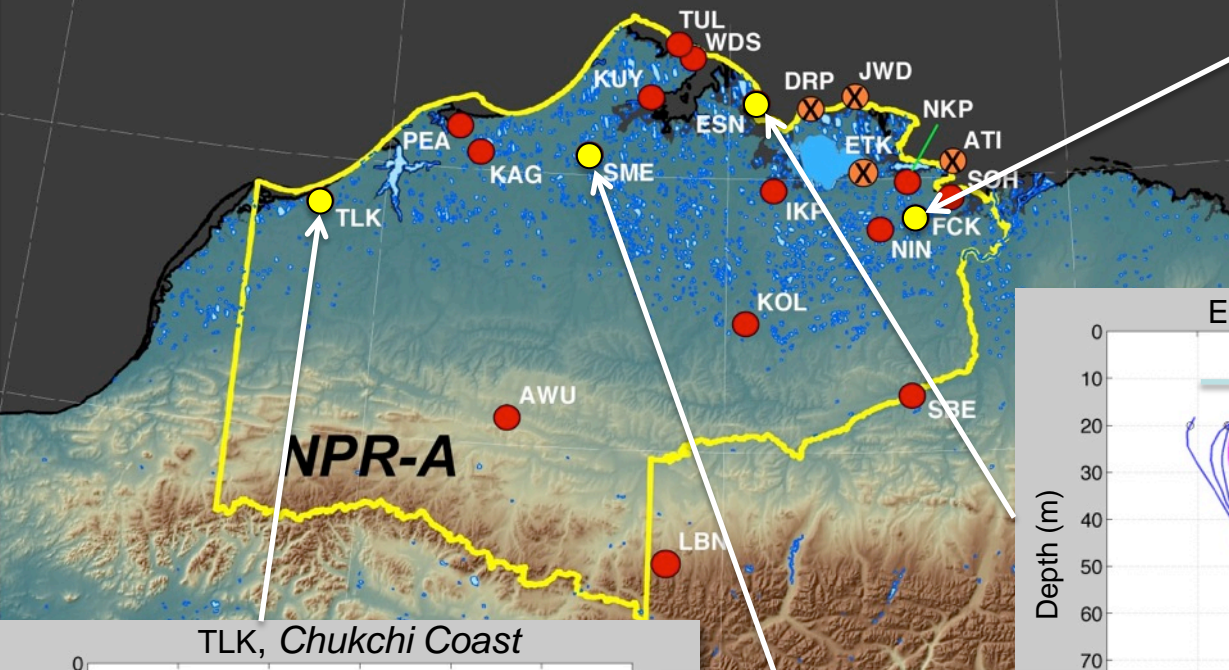 TUL
WDS
KUY
DRP
JWD
ESN
NKP
PEA
ETK
ATI
KAG
SME
SOH
IKP
TLK
FCK
NIN
KOL
AWU
SBE
NPR-A
LBN
TLK, Chukchi Coast
0
E
0
10
20
30
40
50
60
70
Depth (m)